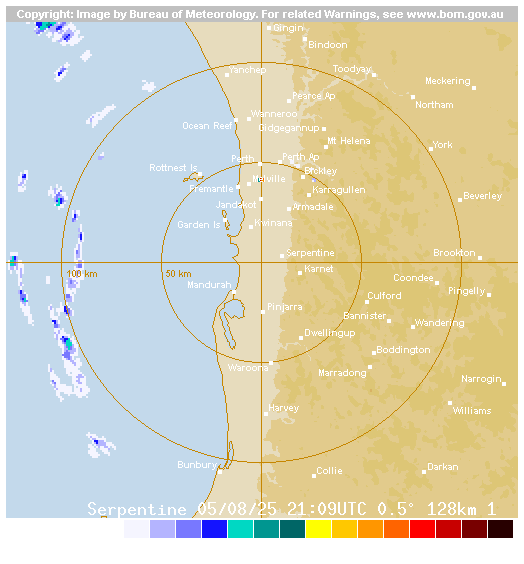 Copyright: Image by Bureau of Meteorology. For related Warnings, see www.bom.gov.au
Gingin
Bindoon
Yanchep
Toodyay
Meckering
Pearce Ap
Northam
Wanneroo
Ocean Reef
Gidgegannup
Mt Helena
York
Perth
Perth Ap
Rottnest Is
Bickley
Melville
Fremantle
Karragullen
Beverley
Jandakot
Armadale
Garden Is
Kwinana
Serpentine
Brookton
100 km
50 km
Karnet
Coondee
Mandurah
Pingelly
Culford
Pinjarra
Bannister
Wandering
Dwellingup
Boddington
Waroona
Marradong
Narrogin
Harvey
Williams
Bunbury
Collie
Darkan
Serpentine 05/08/25 21:09UTC 0.5° 128km 1